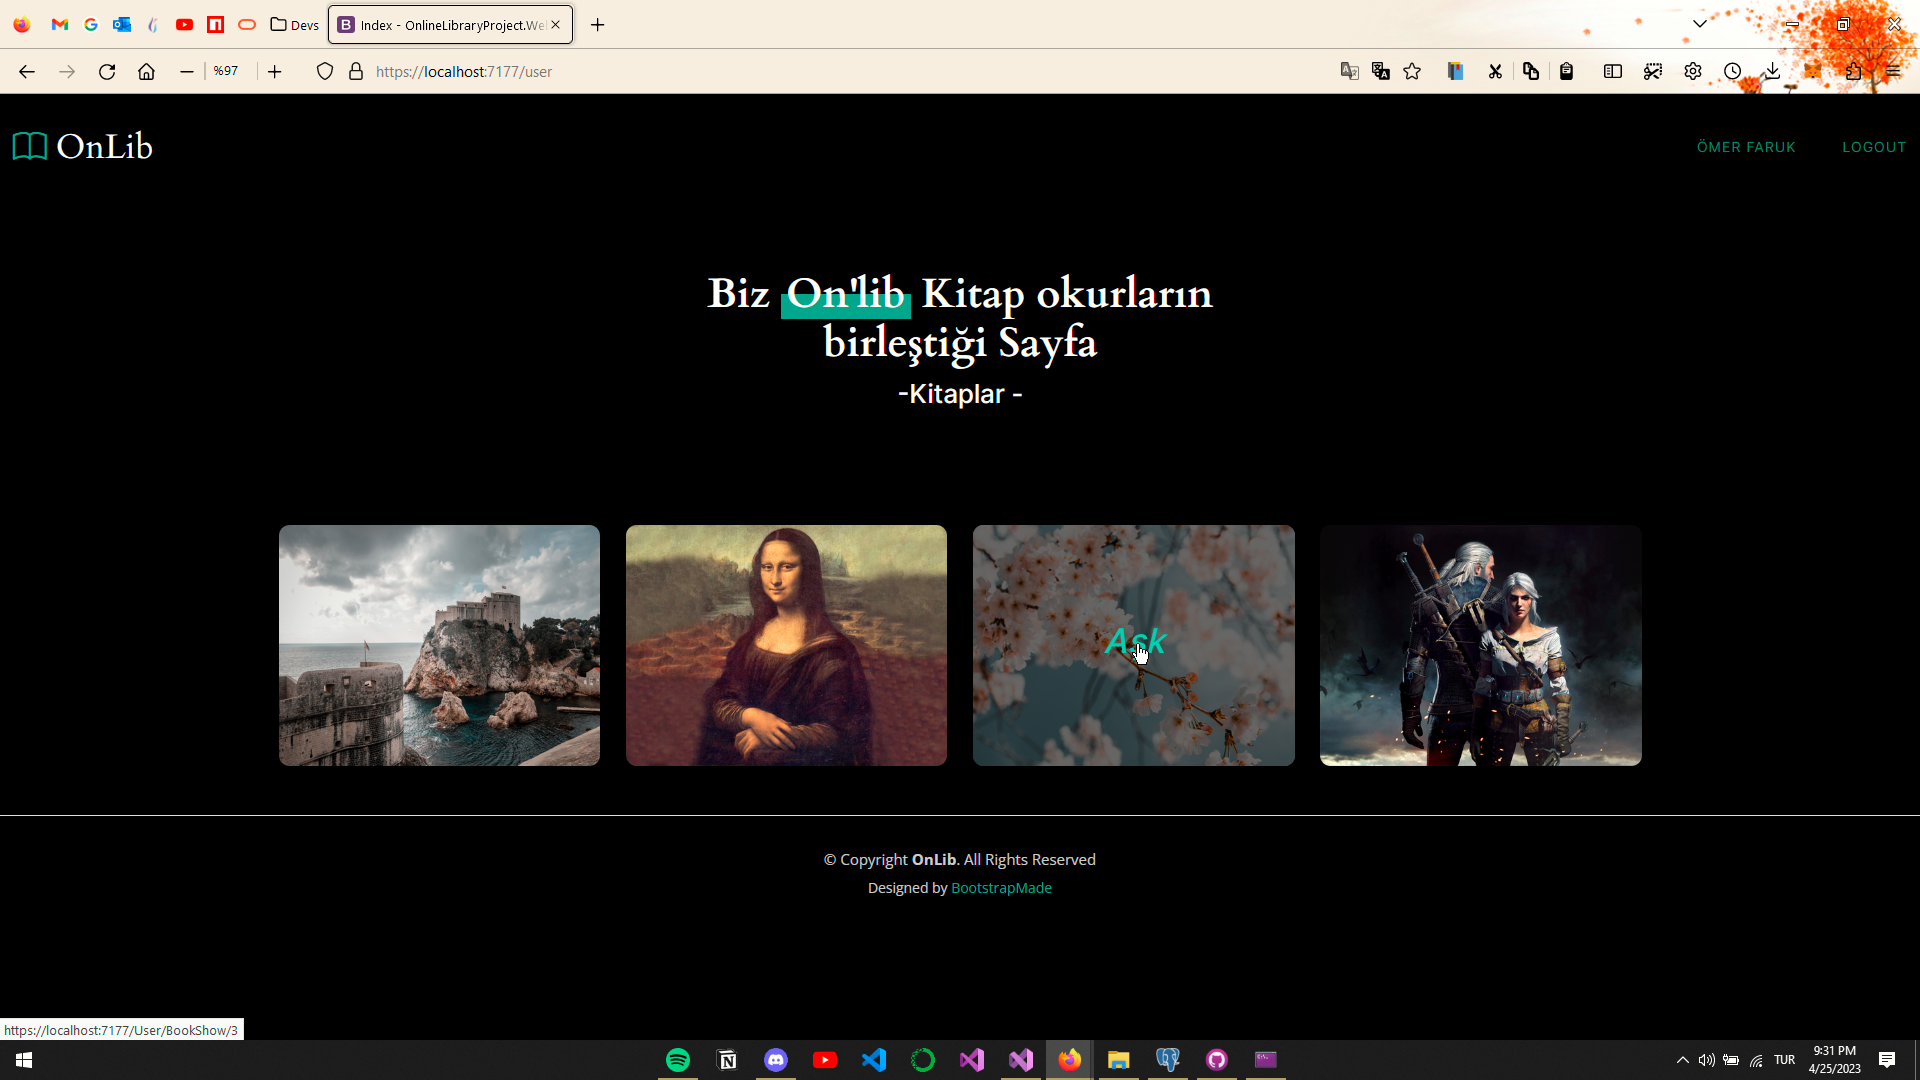 Devs
Index - OnlineLibraryProject.We
%97
https://localhost:7177/user
OnLib
ÖMER FARUK
LOGOUT
Biz On'lib Kitap okurların
birleştiği Sayfa
-Kitaplar -
Ask
© Copyright OnLib. All Rights Reserved
Designed by BootstrapMade
https://localhost:7177/User/BookShow/3
TUR
9:31 PM
4/25/2023